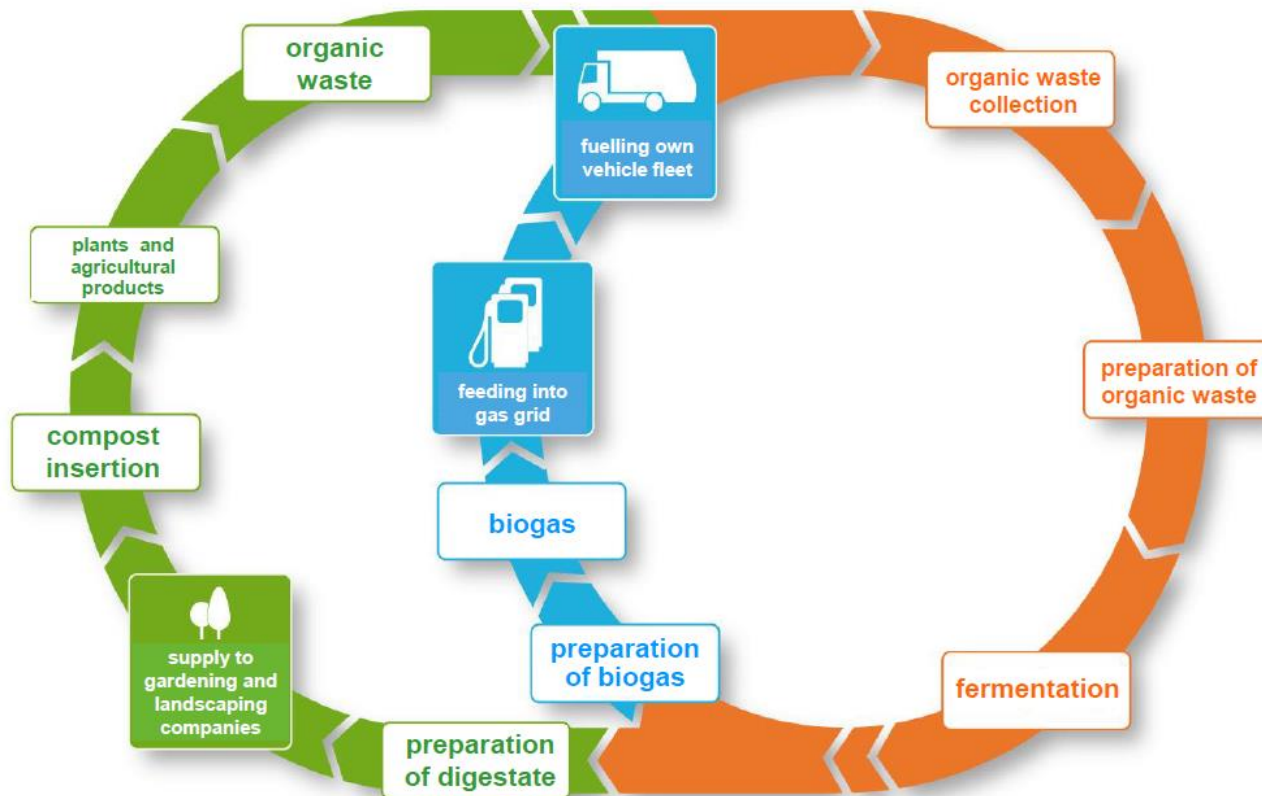 organic
waste
fuelling own
vehicle fleet
organic waste
collection
plants and
agricultural
products
feeding into
gas grid
preparation of
organic waste
compost
insertion
biogas
supply to
gardening and
landscaping
companies
preparation
of biogas
fermentation
preparation
of digestate